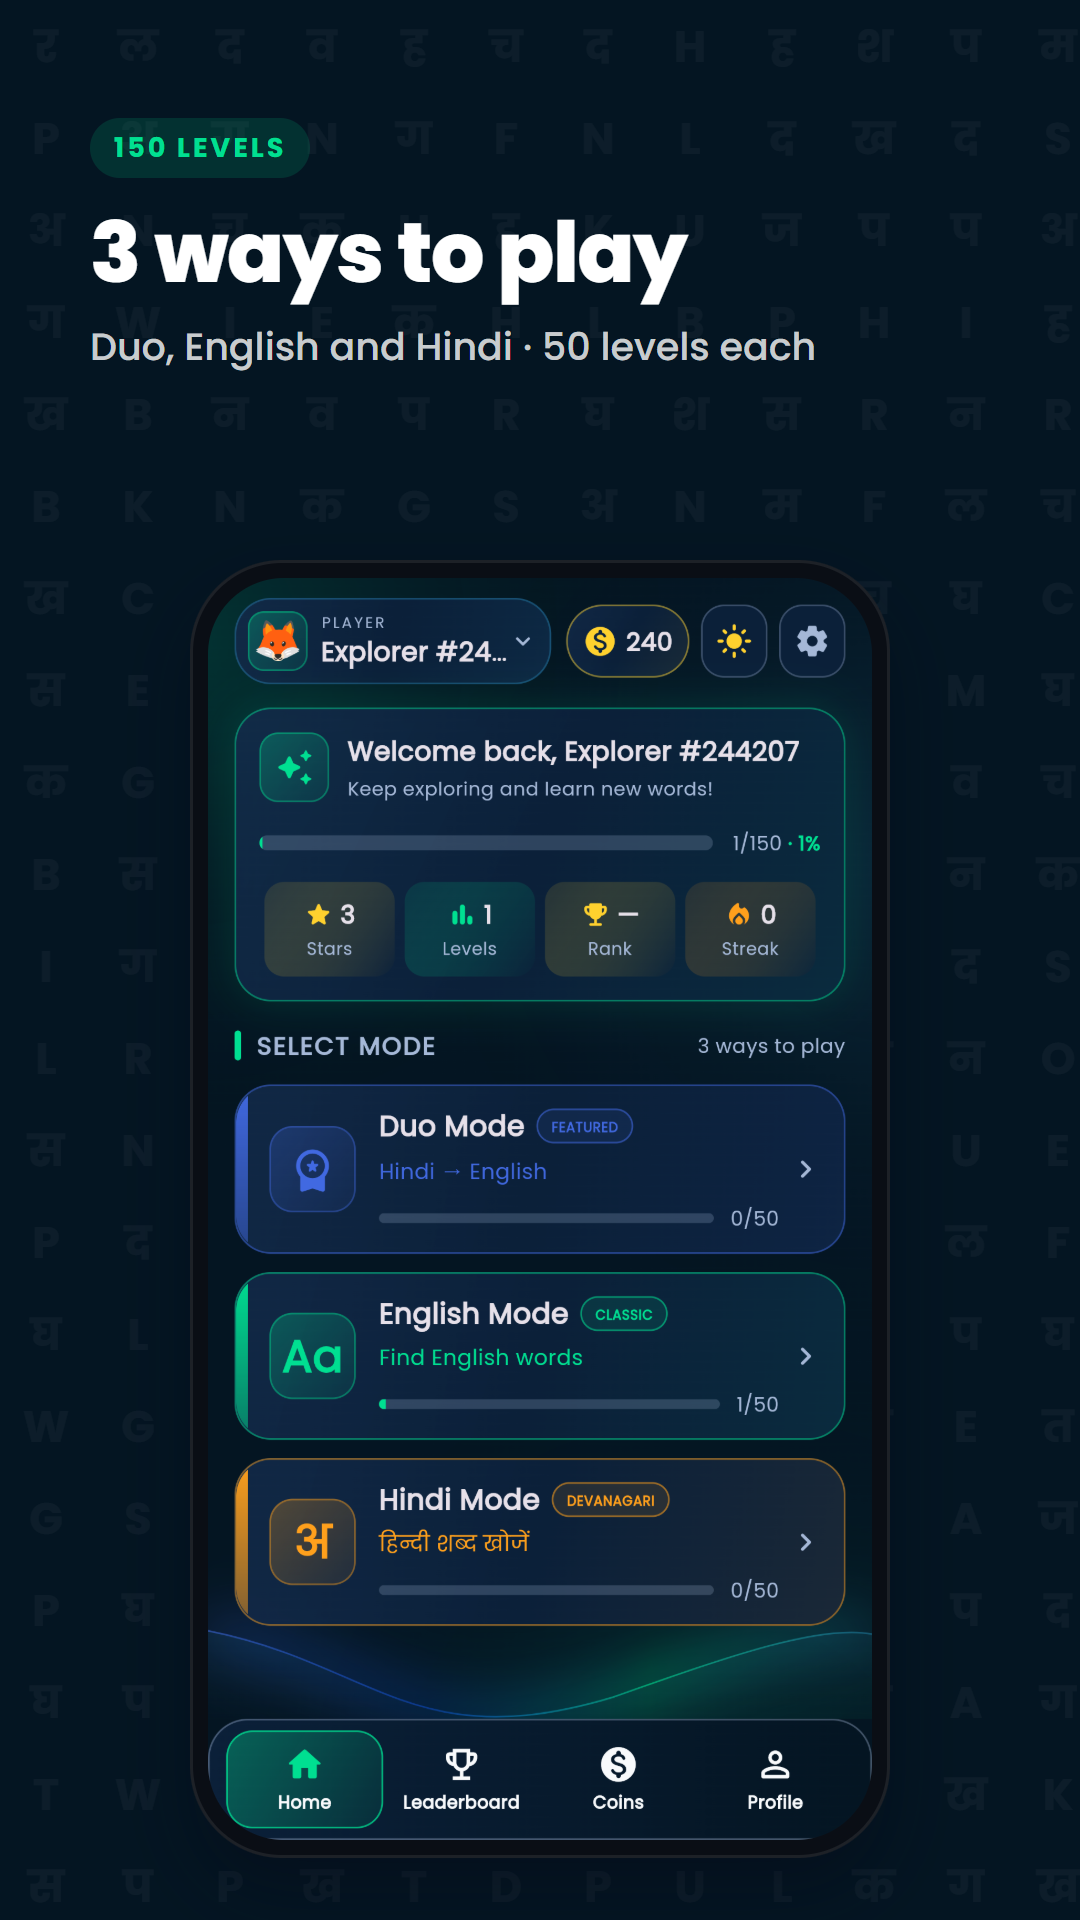 150 LEVELS
3 ways to play
Duo, English and Hindi · 50 levels each
PLAYER
Explorer #24...
240
Welcome back, Explorer #244207
Keep exploring and learn new words!
1/150 · 1%
3
Stars
1
Levels
—
Rank
0
Streak
SELECT MODE
3 ways to play
Duo Mode
FEATURED
Hindi → English
0/50
Aa
English Mode
CLASSIC
Find English words
1/50
अ
Hindi Mode
DEVANAGARI
हिन्दी शब्द खोजें
0/50
Home
Leaderboard
Coins
Profile